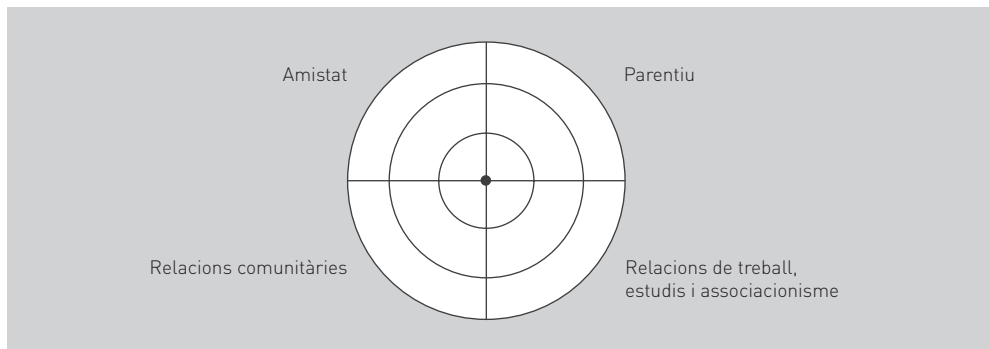 Amistat
Parentiu
Relacions comunitàries
Relacions de treball,
estudis i associacionisme